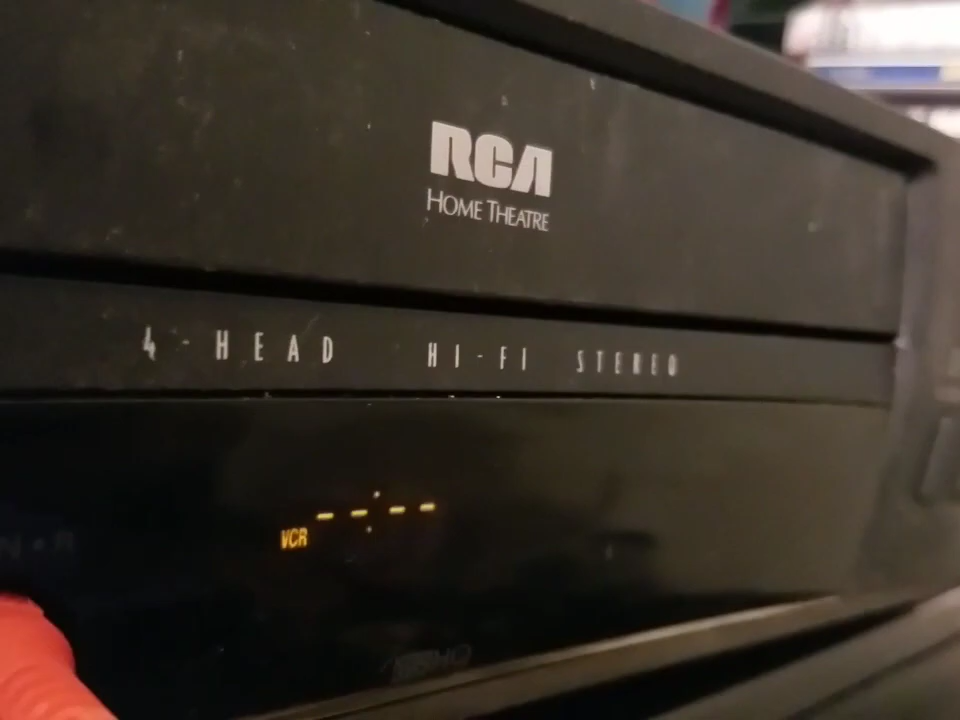 RCA
HOME THEATRE
4-HEAD HI-FI STEREO
--:--
VCR